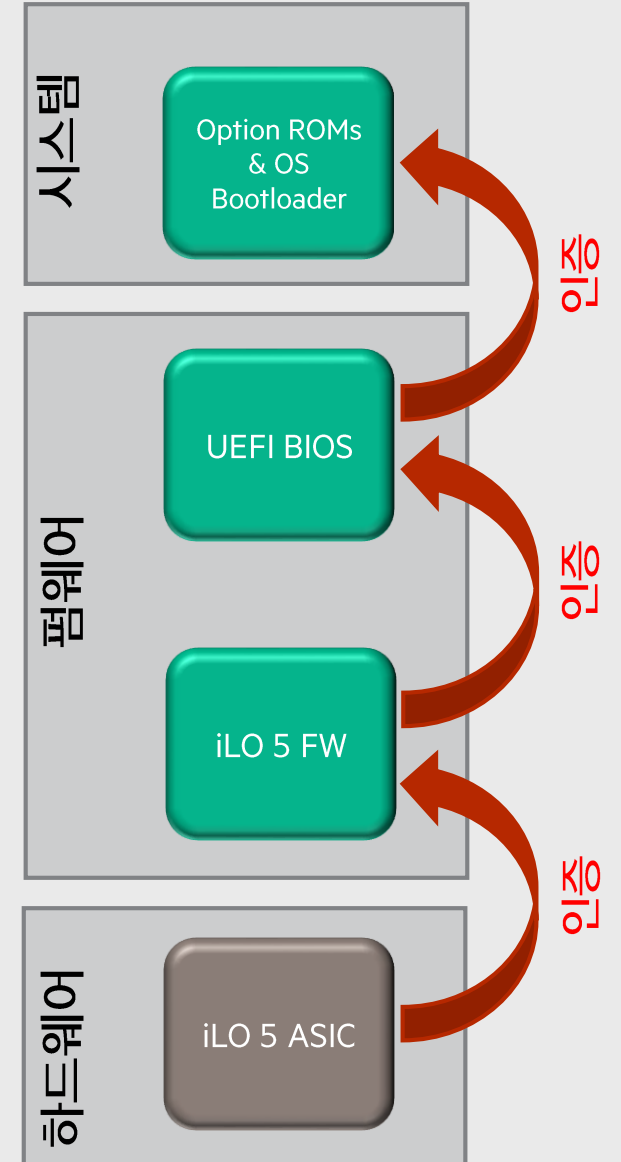 시스템
Option ROMs
& OS
Bootloader
인증
펌웨어
UEFI BIOS
인증
iLO 5 FW
인증
하드웨어
iLO 5 ASIC